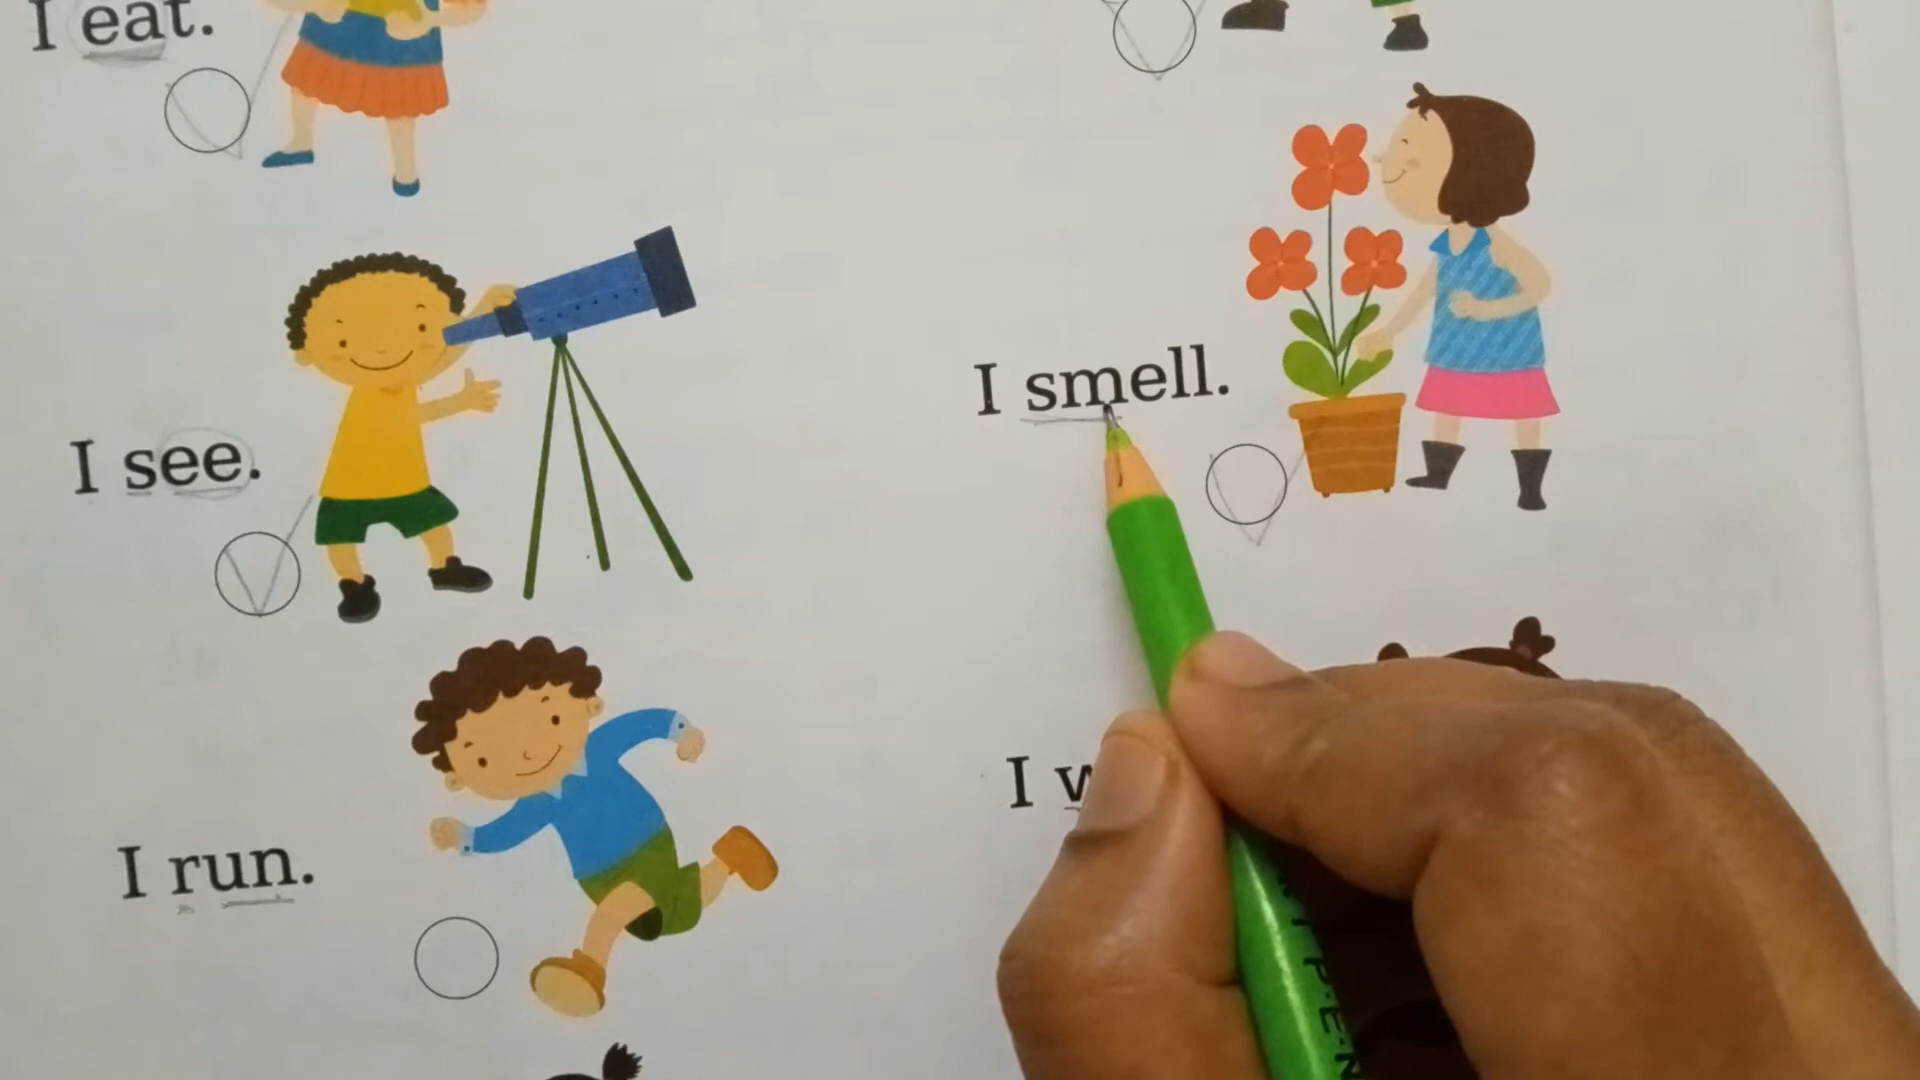 I eat.
I see.
I run.
I smell.
I